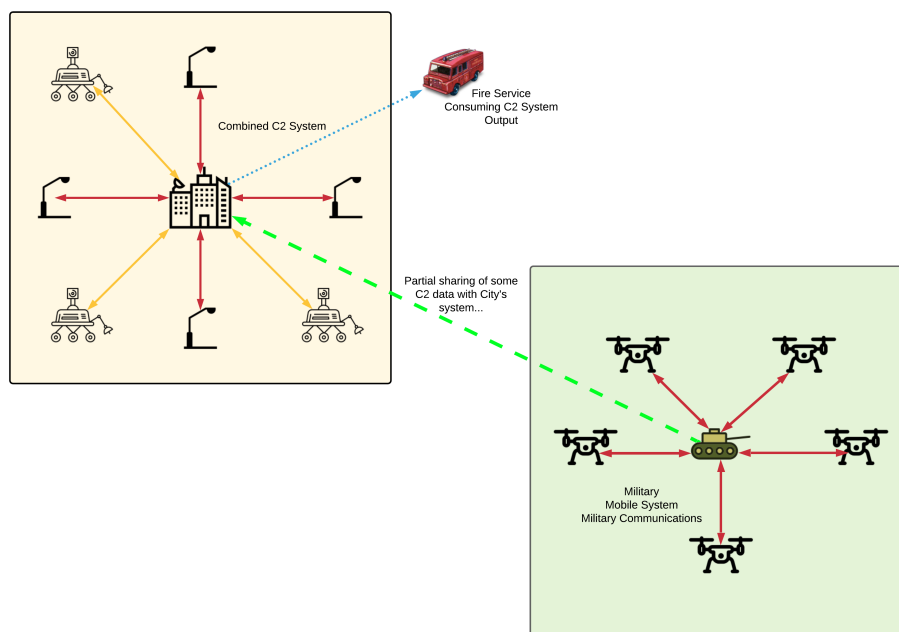 Combined C2 System
Fire Service
Consuming C2 System
Output
Partial sharing of some
C2 data with City's
system...
Military
Mobile System
Military Communications